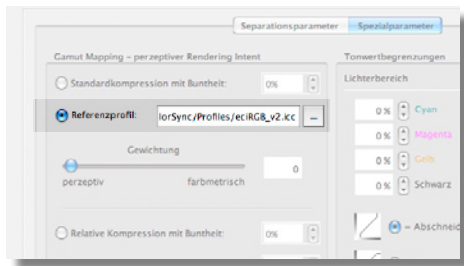 Separationsparameter Spezialparameter
Gamut Mapping – perzeptiver Rendering Intent
Standardkompression mit Buntheit: 0%
Referenzprofil: lorSync/Profiles/eciRGB_v2.icc ...
Gewichtung
0
perzeptiv farbmetrisch
Relative Kompression mit Buntheit: 0%
Tonwertbegrenzungen
Lichterbereich
0 % Cyan
0 % Magenta
0 % Gelb
0 % Schwarz
= Abschneid